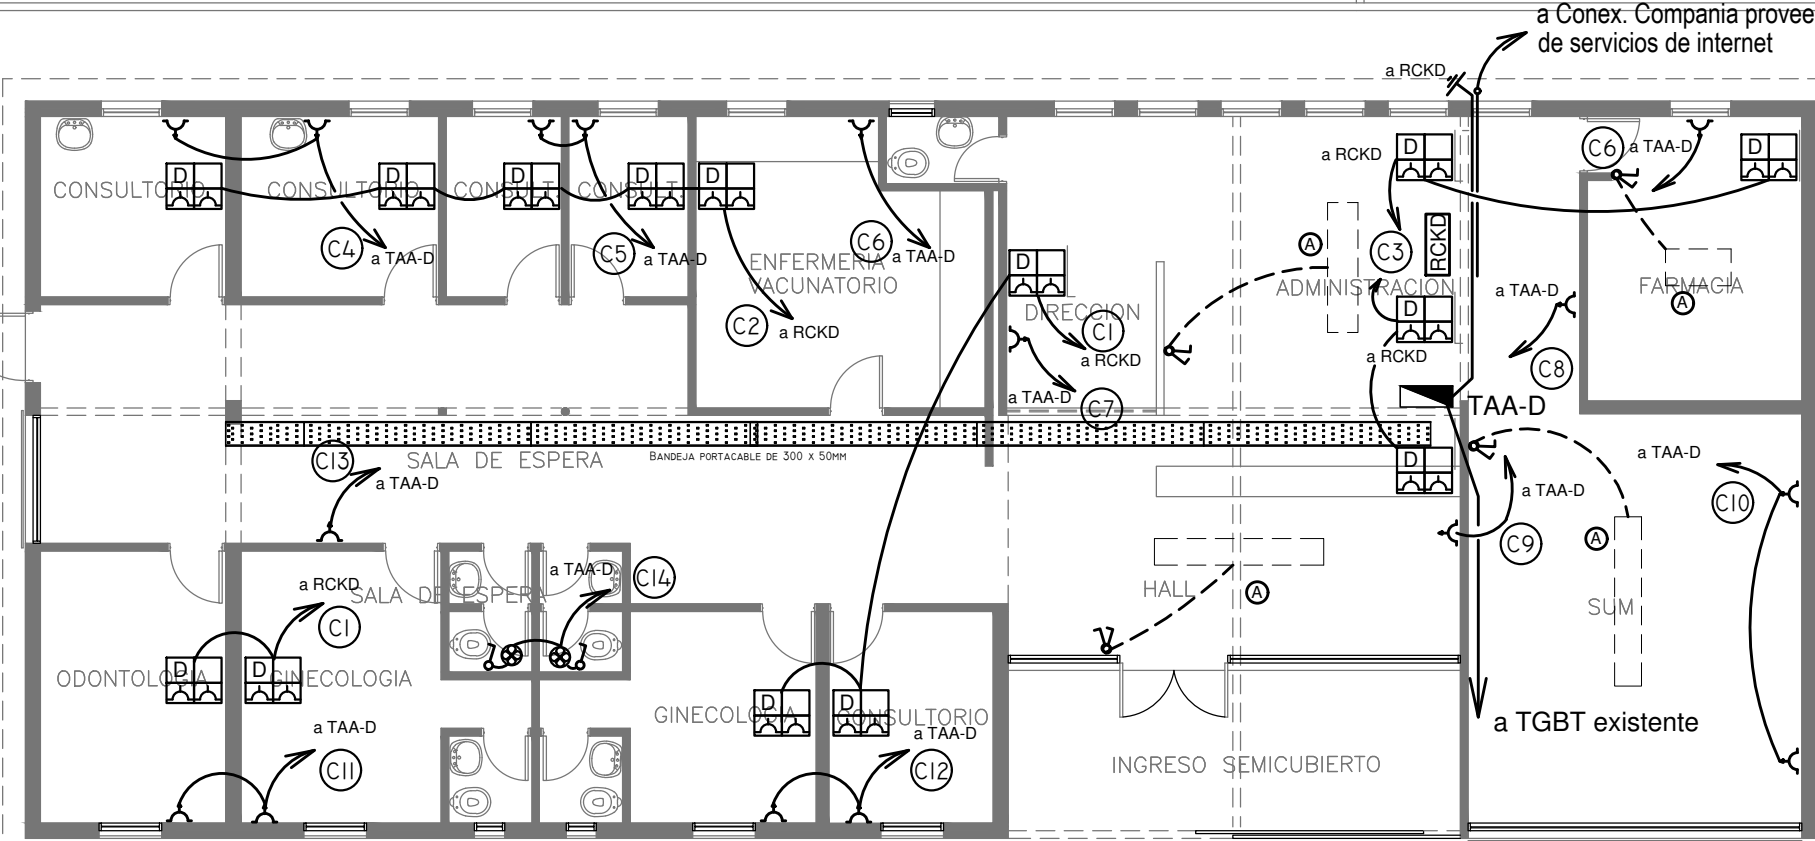 a Conex. Compania provee
de servicios de internet
a RCKD
D
CONSULTORIO
D
CONSULTORIO
D
CONSULT.
D
CONSULT.
D
C4
a TAA-D
C5
a TAA-D
C6
a TAA-D
ENFERMERIA
VACUNATORIO
C2
a RCKD
D
DIRECCION
C1
a RCKD
a TAA-D
C7
a RCKD
D
C3
RCKD
A
ADMINISTRACION
D
a RCKD
C6
a TAA-D
D
a TAA-D
FARMACIA
A
C8
TAA-D
C13
SALA DE ESPERA
BANDEJA PORTACABLE DE 300 X 50MM
a TAA-D
D
a TAA-D
C9
a TAA-D
C10
A
SUM
HALL
A
a RCKD
SALA DE ESPERA
C1
a TAA-D
C14
D
ODONTOLOGIA
D
GINECOLOGIA
a TAA-D
C11
D
GINECOLOGIA
D
CONSULTORIO
a TAA-D
C12
INGRESO SEMICUBIERTO
a TGBT existente